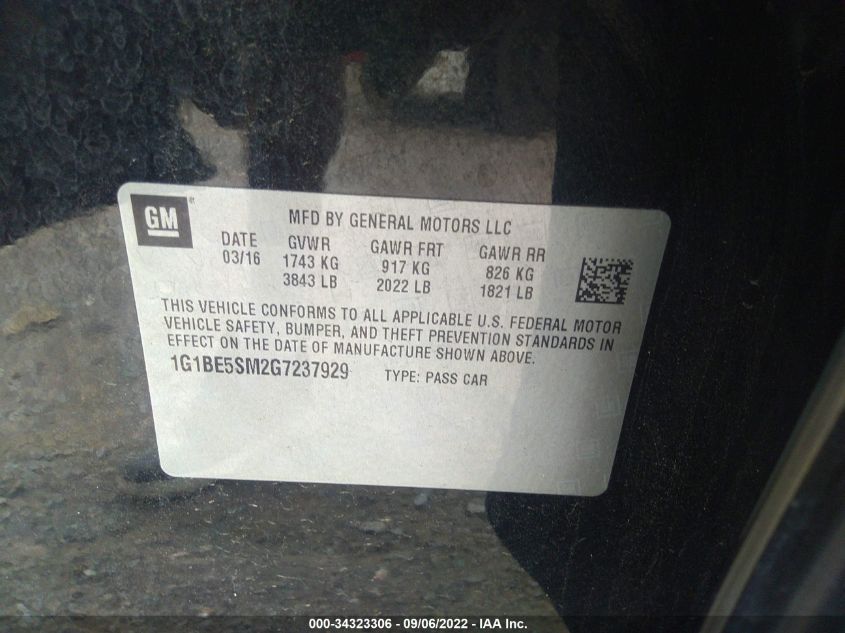 GM®
MFD BY GENERAL MOTORS LLC
DATE GVWR GAWR FRT GAWR RR
03/16 1743 KG 917 KG 826 KG
3843 LB 2022 LB 1821 LB
THIS VEHICLE CONFORMS TO ALL APPLICABLE U.S. FEDERAL MOTOR
VEHICLE SAFETY, BUMPER, AND THEFT PREVENTION STANDARDS IN
EFFECT ON THE DATE OF MANUFACTURE SHOWN ABOVE.
1G1BE5SM2G7237929 TYPE: PASS CAR
000-34323306 - 09/06/2022 - IAA Inc.